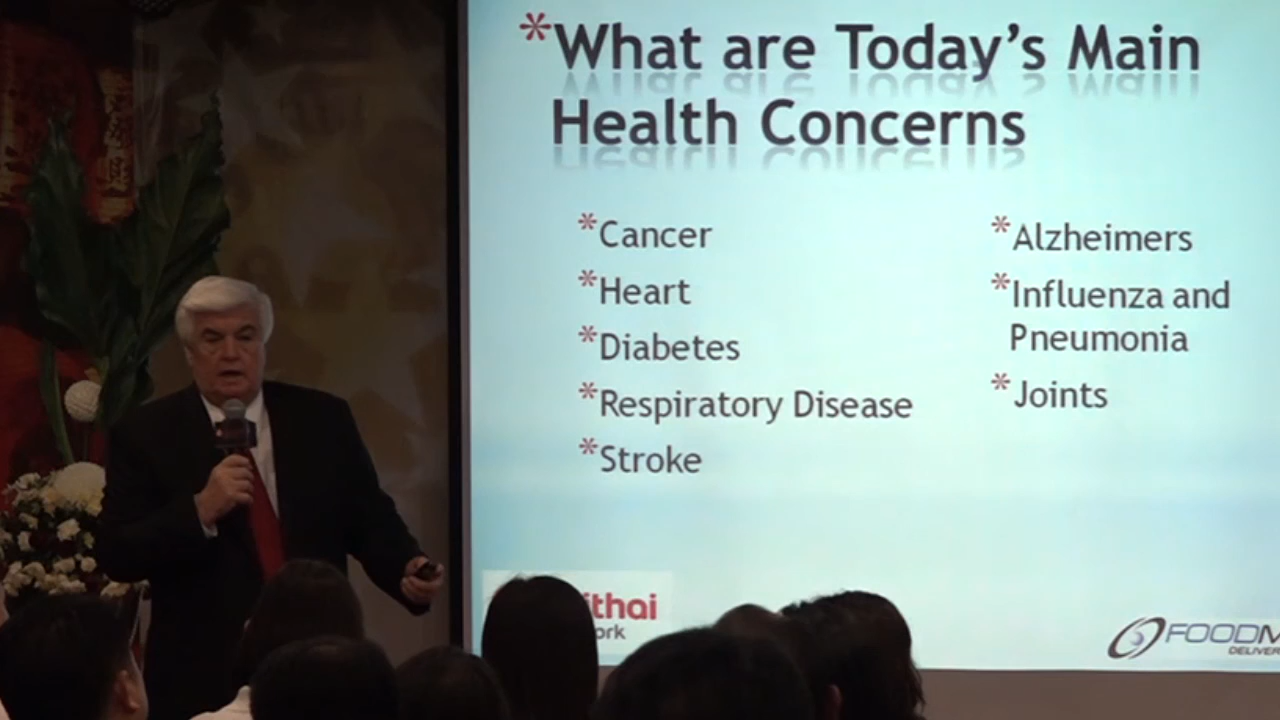 *What are Today's Main
Health Concerns
*Cancer
*Heart
*Diabetes
*Respiratory Disease
*Stroke
*Alzheimers
*Influenza and
Pneumonia
*Joints